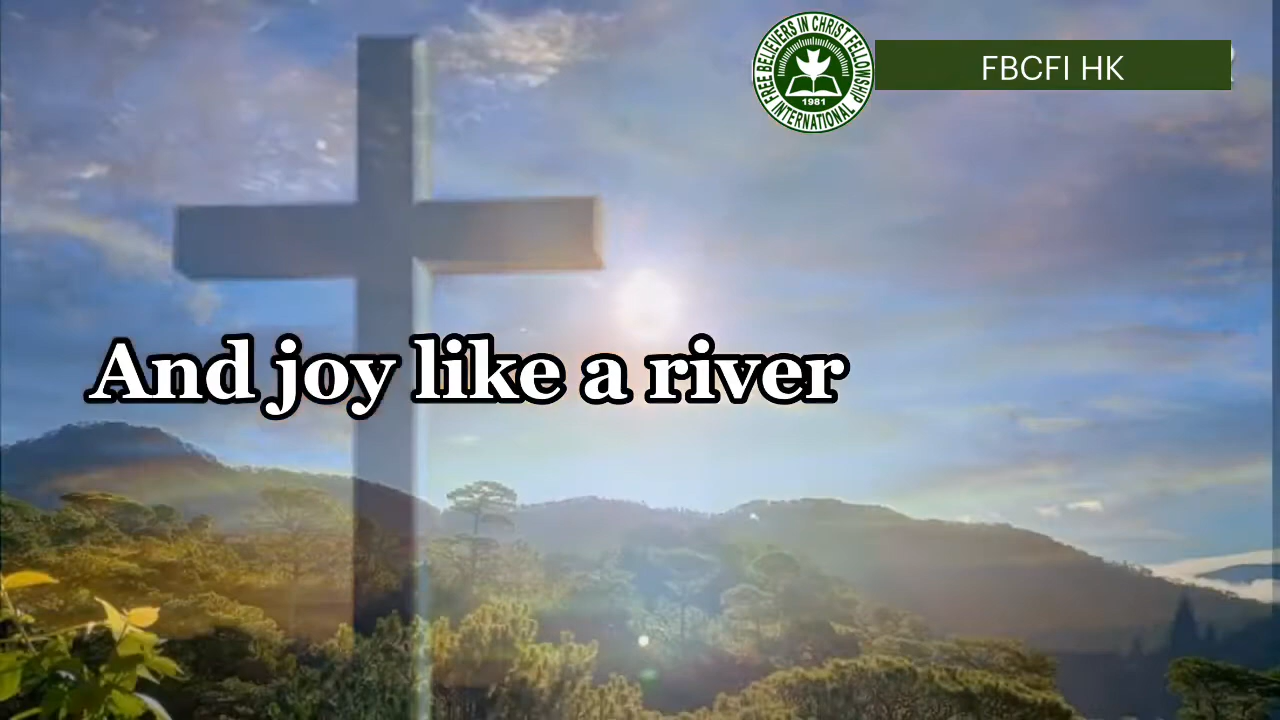 FREE BELIEVERS IN CHRIST FELLOWSHIP
INTERNATIONAL
1981
FBCFI HK
And joy like a river